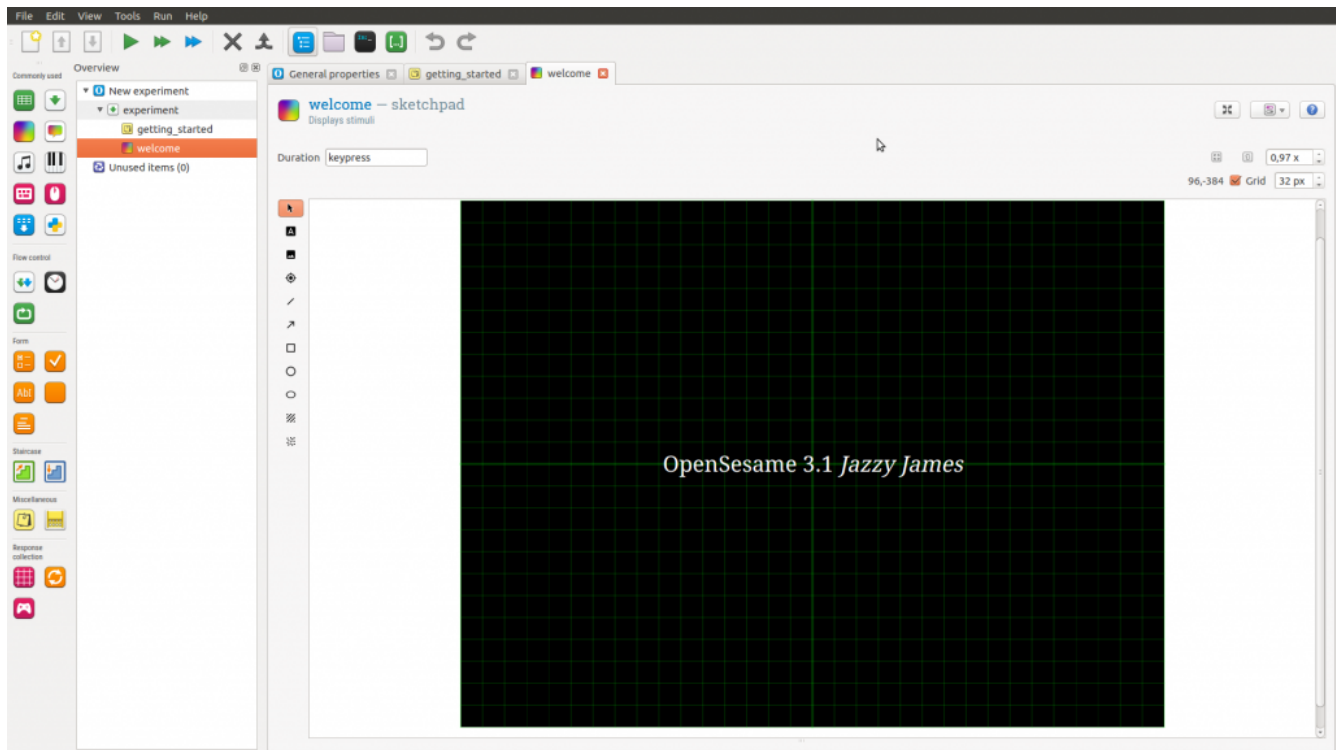 File Edit View Tools Run Help
Commonly used
Flow control
Form
Abc
Staircase
Miscellaneous
Response
collection
Overview
New experiment
experiment
getting_started
welcome
Unused items (0)
General properties getting_started welcome
welcome — sketchpad
Displays stimuli
Duration keypress
0,97 x
96,-384 Grid 32 px
OpenSesame 3.1 Jazzy James